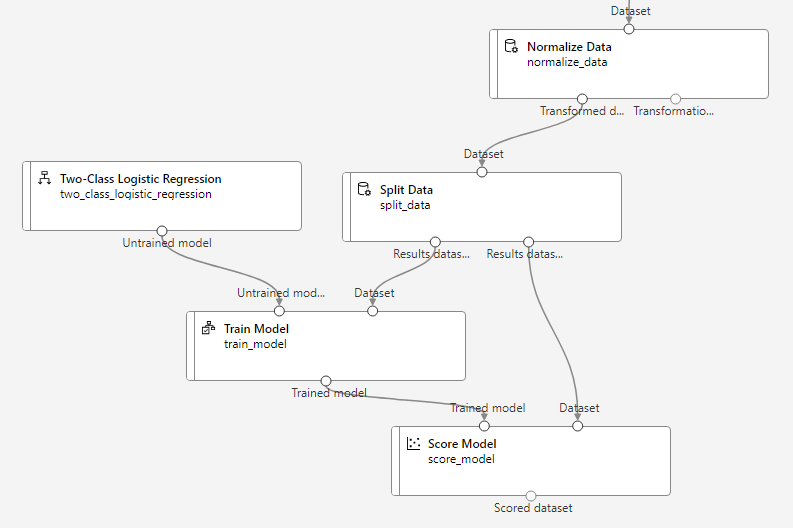 Dataset
Normalize Data
normalize_data
Transformed d...
Transformatio...
Dataset
Two-Class Logistic Regression
two_class_logistic_regression
Split Data
split_data
Untrained model
Results datas...
Results datas...
Untrained mod...
Dataset
Train Model
train_model
Trained model
Trained model
Dataset
Score Model
score_model
Scored dataset